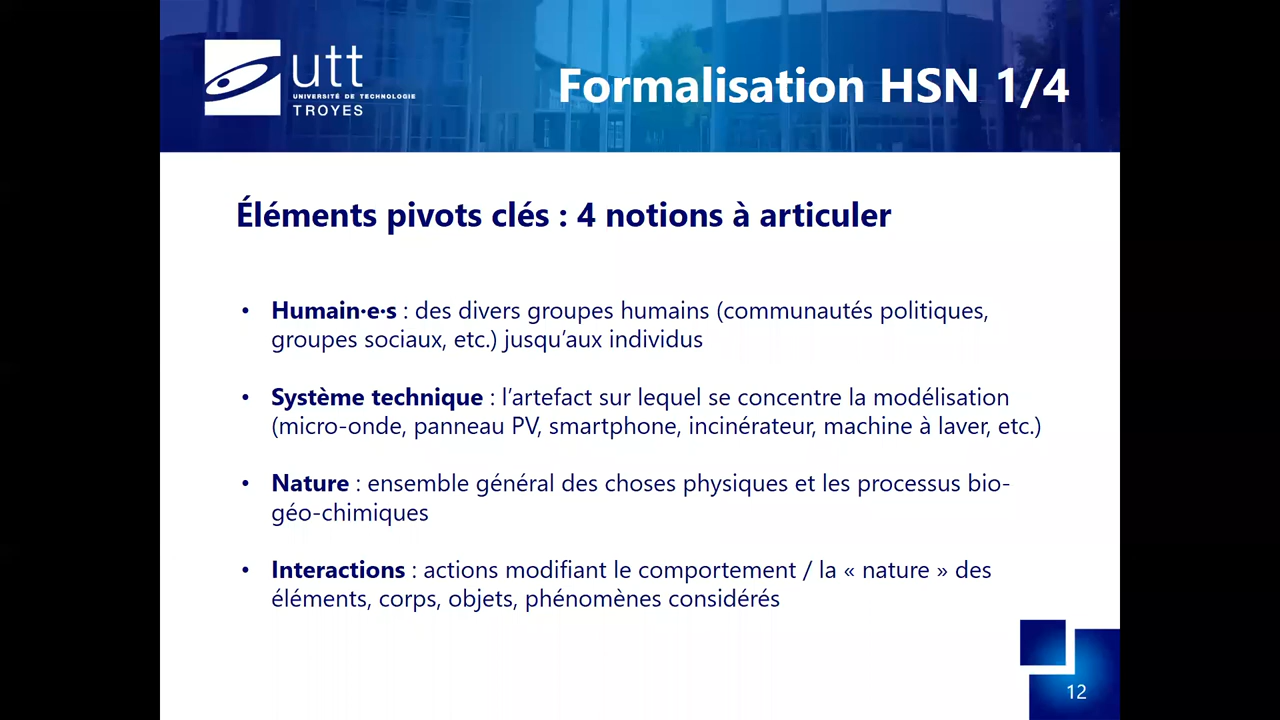 utt
UNIVERSITÉ DE TECHNOLOGIE
TROYES
Formalisation HSN 1/4
Éléments pivots clés : 4 notions à articuler
• Humain·e·s : des divers groupes humains (communautés politiques,
groupes sociaux, etc.) jusqu’aux individus
• Système technique : l’artefact sur lequel se concentre la modélisation
(micro-onde, panneau PV, smartphone, incinérateur, machine à laver, etc.)
• Nature : ensemble général des choses physiques et les processus bio-
géo-chimiques
• Interactions : actions modifiant le comportement / la « nature » des
éléments, corps, objets, phénomènes considérés
12